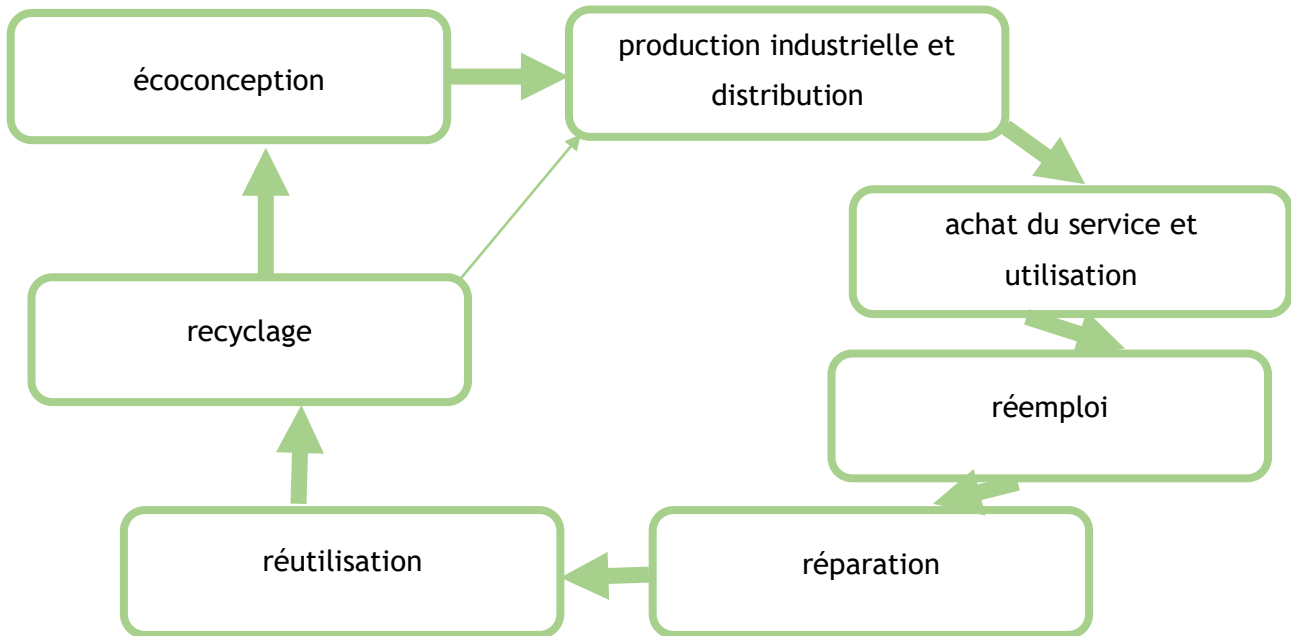 écoconception
production industrielle et
distribution
achat du service et
utilisation
recyclage
réemploi
réutilisation
réparation